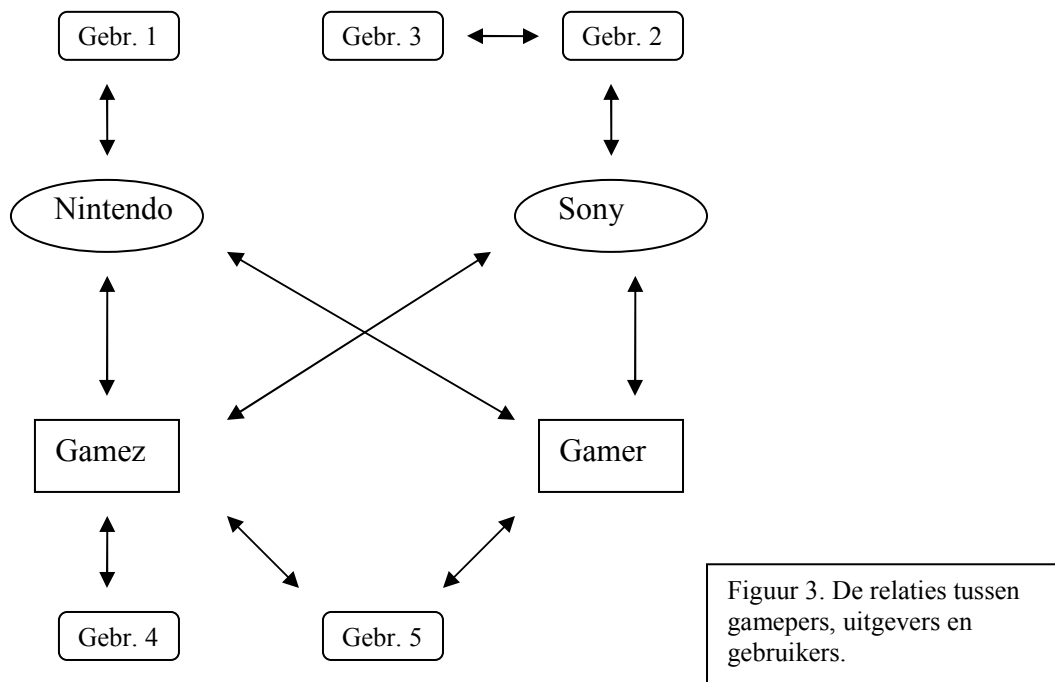 Gebr. 1
Gebr. 3
Gebr. 2
Nintendo
Sony
Gamez
Gamer
Gebr. 4
Gebr. 5
Figuur 3. De relaties tussen
gamepers, uitgevers en
gebruikers.